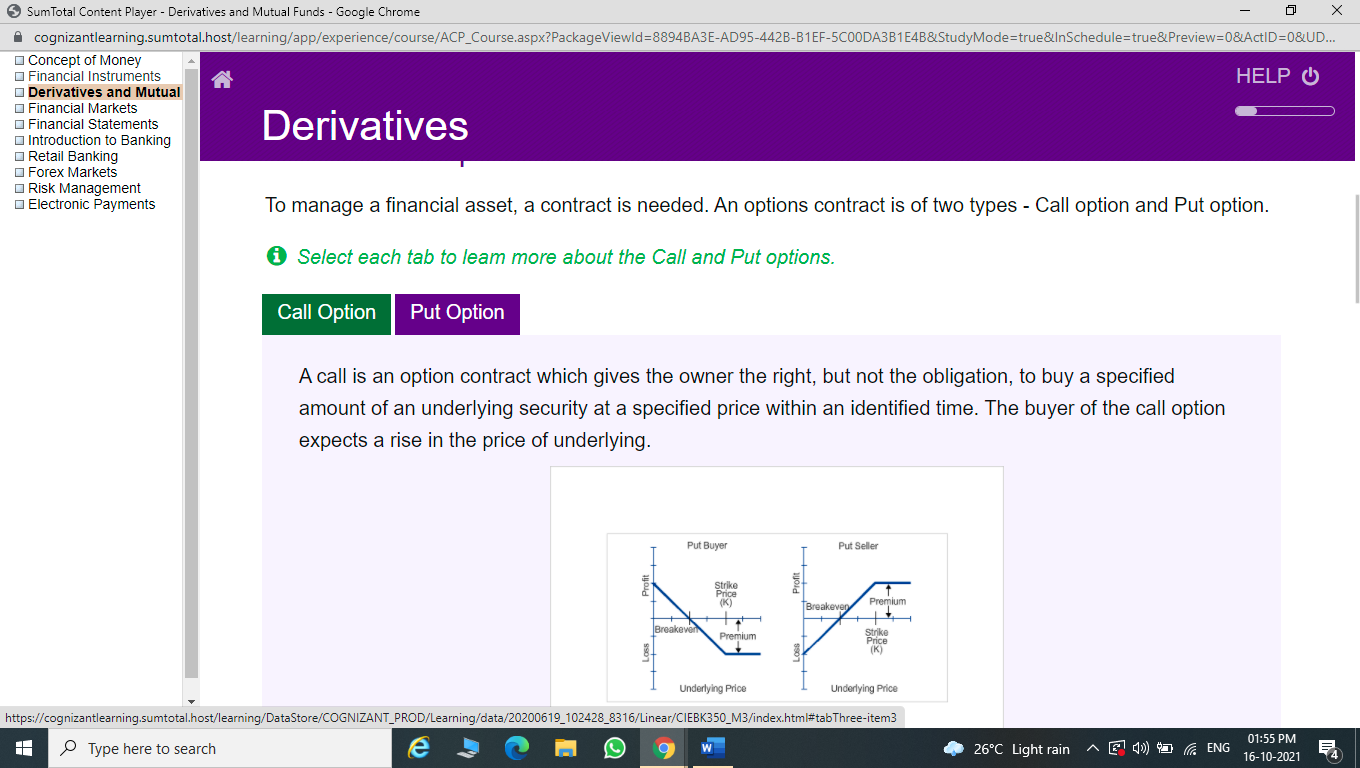 SumTotal Content Player - Derivatives and Mutual Funds - Google Chrome
cognizantlearning.sumtotal.host/learning/app/experience/course/ACP_Course.aspx?PackageViewId=8894BA3E-AD95-442B-B1EF-5C00DA3B1E4B&StudyMode=true&InSchedule=true&Preview=0&ActID=0&UD...
Concept of Money
Financial Instruments
Derivatives and Mutual
Financial Markets
Financial Statements
Introduction to Banking
Retail Banking
Forex Markets
Risk Management
Electronic Payments
HELP
Derivatives
To manage a financial asset, a contract is needed. An options contract is of two types - Call option and Put option.
Select each tab to learn more about the Call and Put options.
Call Option
Put Option
A call is an option contract which gives the owner the right, but not the obligation, to buy a specified
amount of an underlying security at a specified price within an identified time. The buyer of the call option
expects a rise in the price of underlying.
Put Buyer
Profit
Loss
Strike
Price
(K)
Breakeven
Premium
Underlying Price
Put Seller
Profit
Loss
Breakeven
Premium
Strike
Price
(K)
Underlying Price
https://cognizantlearning.sumtotal.host/learning/DataStore/COGNIZANT_PROD/Learning/data/20200619_102428_8316/Linear/CIEBK350_M3/index.html#tabThree-item3
Type here to search
26°C Light rain
ENG
01:55 PM
16-10-2021
4